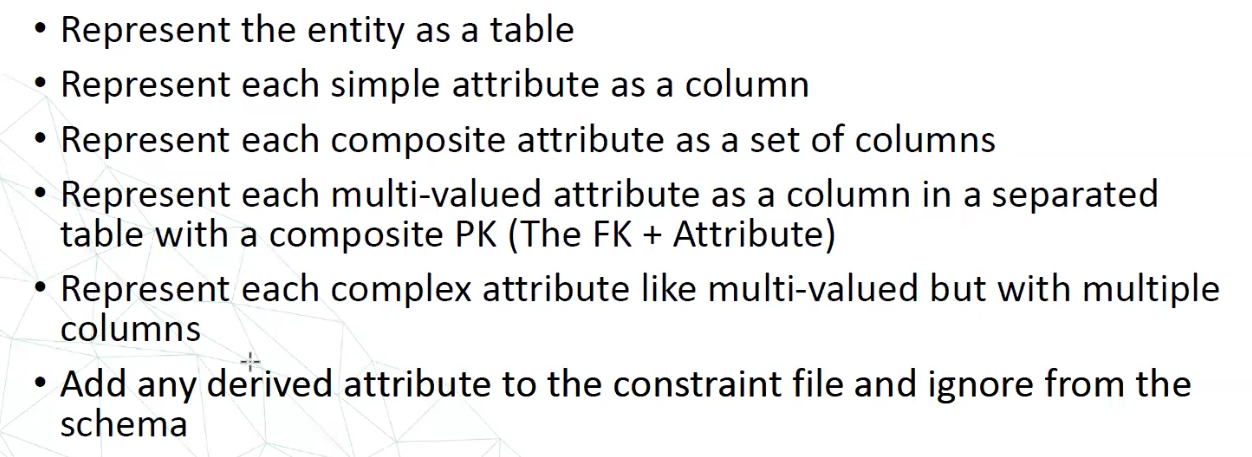 • Represent the entity as a table
• Represent each simple attribute as a column
• Represent each composite attribute as a set of columns
• Represent each multi-valued attribute as a column in a separated
table with a composite PK (The FK + Attribute)
• Represent each complex attribute like multi-valued but with multiple
columns
• Add any derived attribute to the constraint file and ignore from the
schema